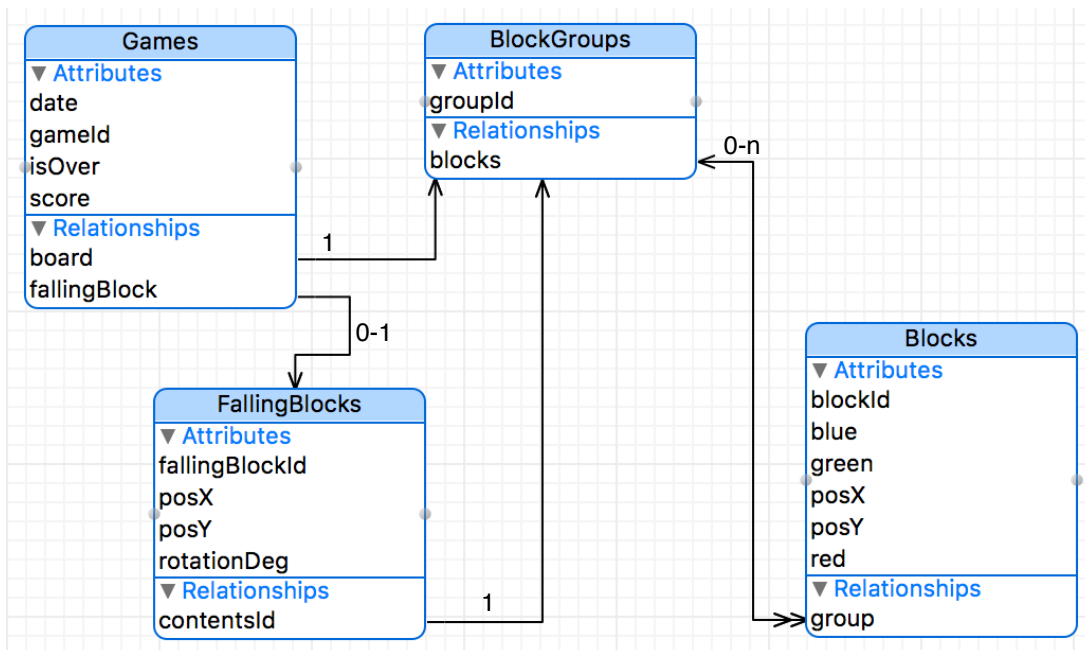 Games
▼ Attributes
date
gameId
isOver
score
▼ Relationships
board
fallingBlock
BlockGroups
▼ Attributes
groupId
▼ Relationships
blocks
0-n
1
0-1
FallingBlocks
▼ Attributes
fallingBlockId
posX
posY
rotationDeg
▼ Relationships
contentsId
1
Blocks
▼ Attributes
blockId
blue
green
posX
posY
red
▼ Relationships
group